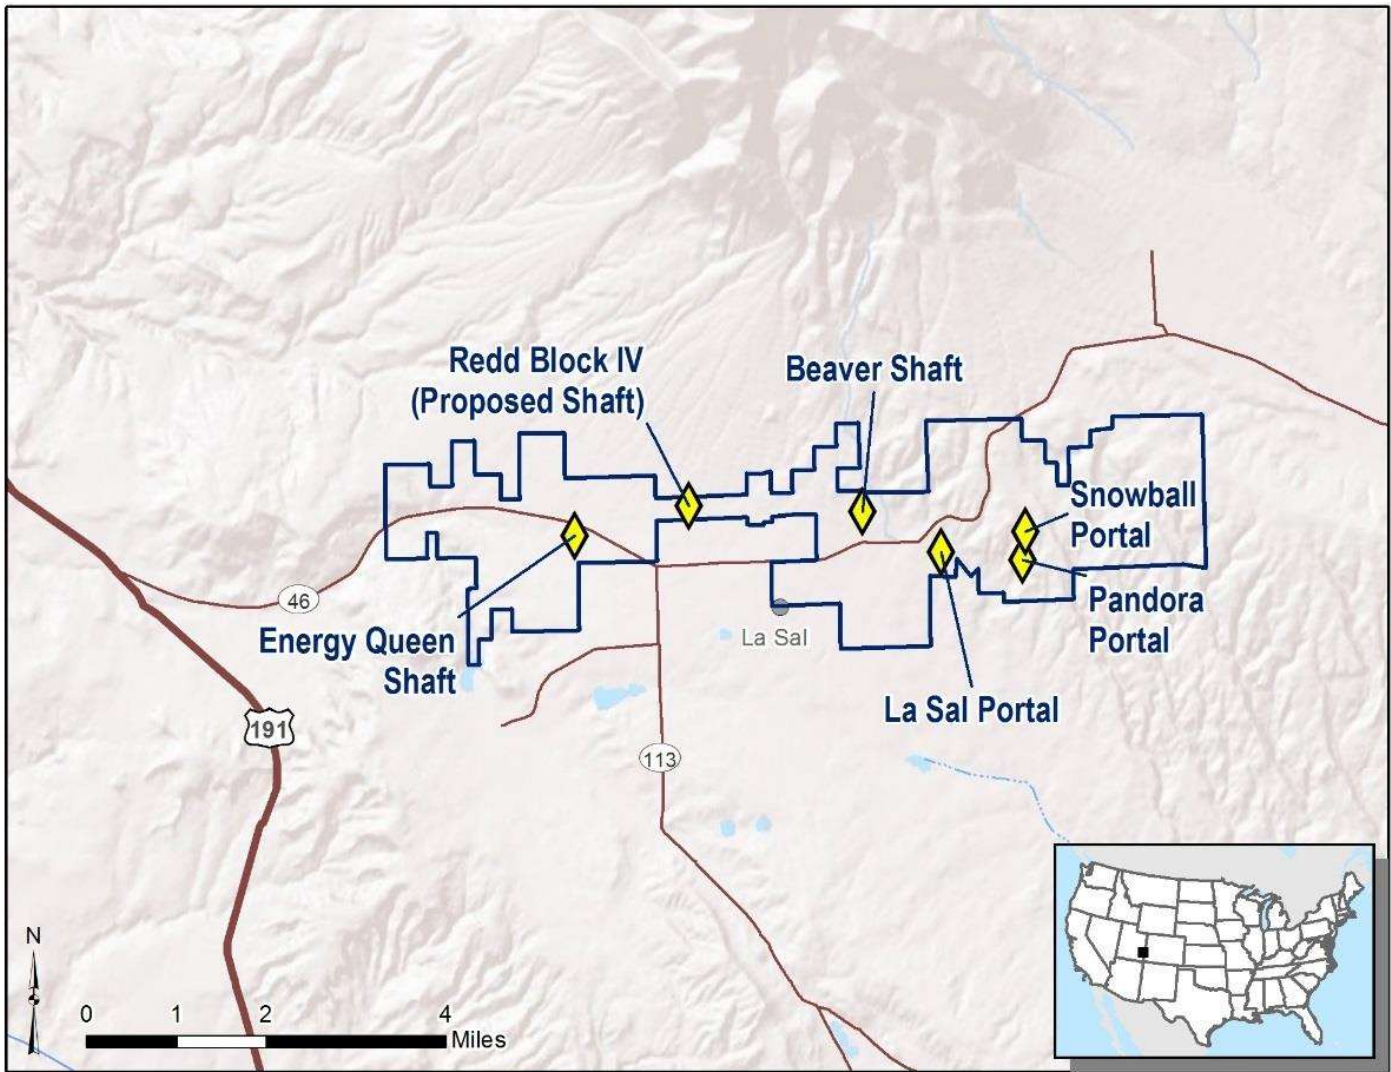 Redd Block IV
(Proposed Shaft)
Beaver Shaft
Snowball
Portal
46
Energy Queen
Shaft
La Sal
Pandora
Portal
La Sal Portal
191
113
N
0 1 2 4
Miles